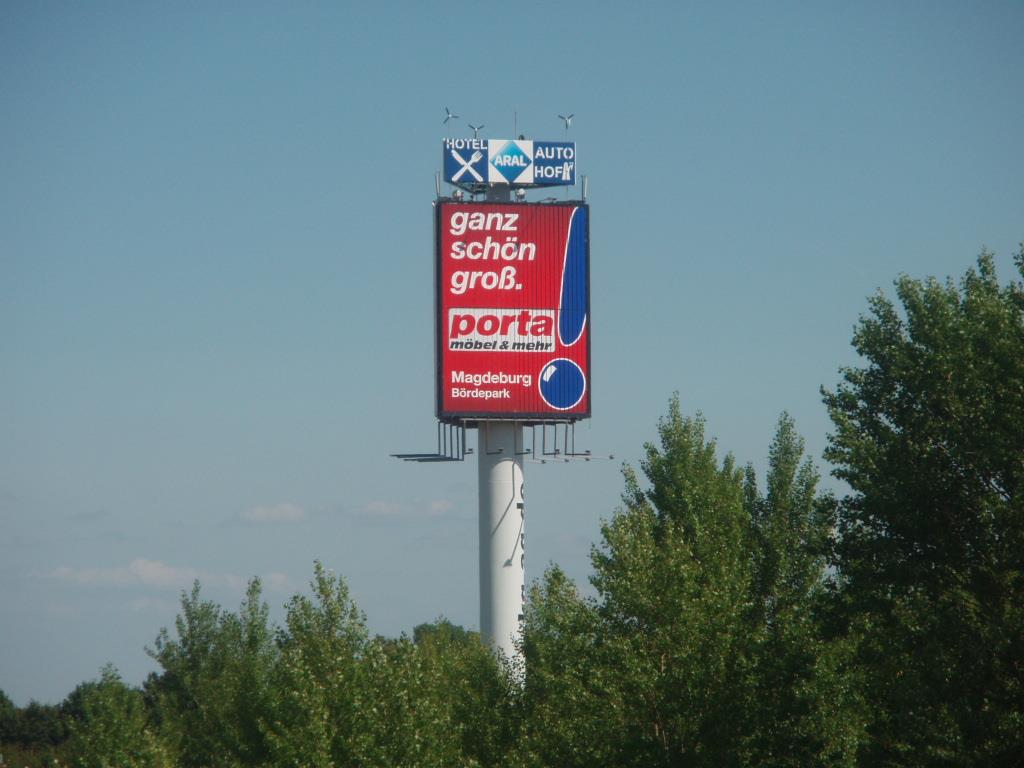 HOTEL
ARAL
AUTO
HOF
ganz
schön
groß.
porta
möbel & mehr
Magdeburg
Bördepark